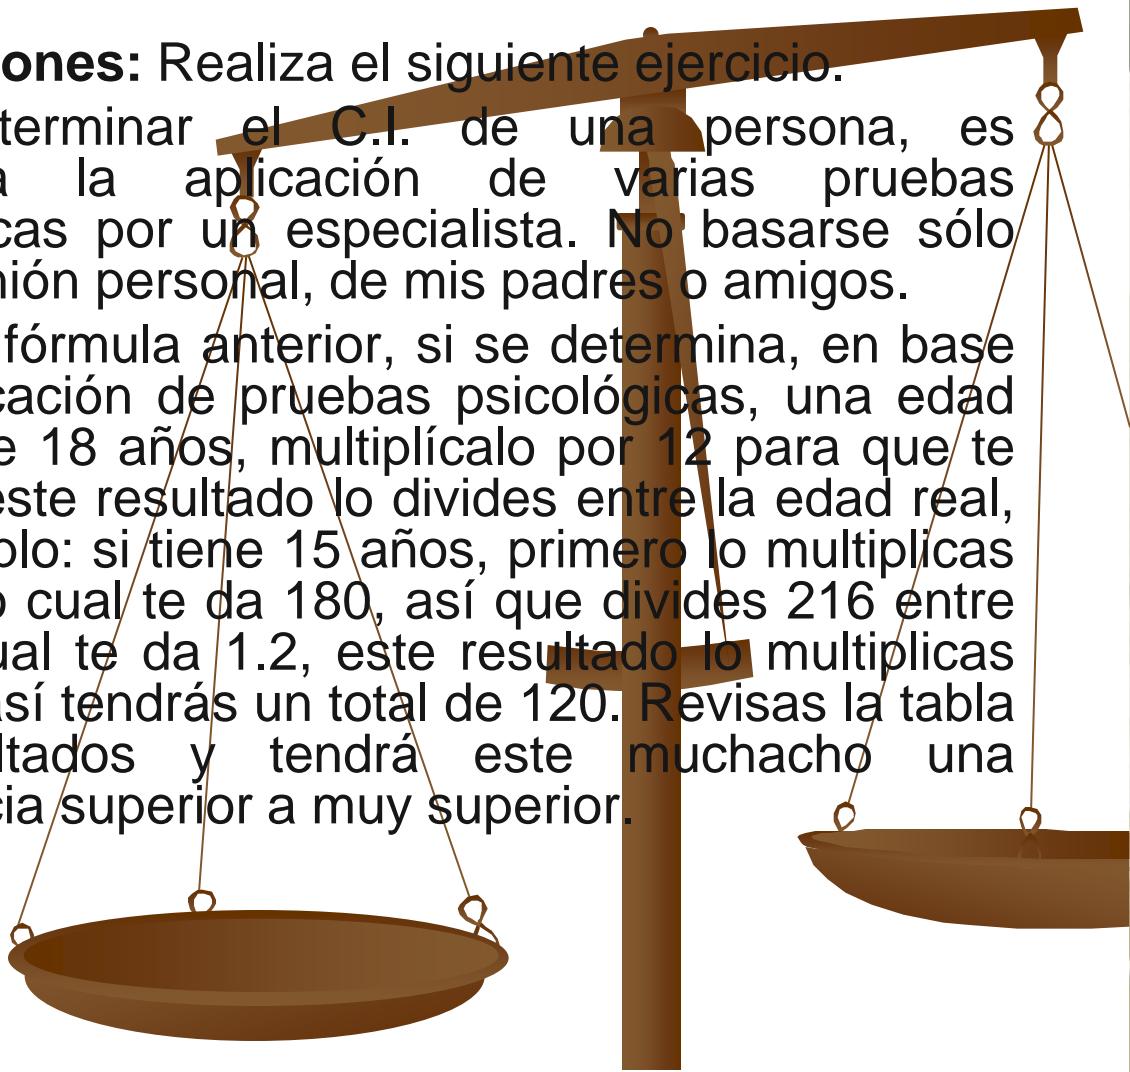 ones: Realiza el siguiente ejercicio.
terminar el C.I. de una persona, es
a la aplicación de varias pruebas
cas por un especialista. No basarse sólo
nión personal, de mis padres o amigos.
fórmula anterior, si se determina, en base
cación de pruebas psicológicas, una edad
e 18 años, multiplícalo por 12 para que te
este resultado lo divides entre la edad real,
plo: si tiene 15 años, primero lo multiplicas
o cual te da 180, así que divides 216 entre
ual te da 1.2, este resultado lo multiplicas
así tendrás un total de 120. Revisas la tabla
ltados y tendrá este muchacho una
cia superior a muy superior.